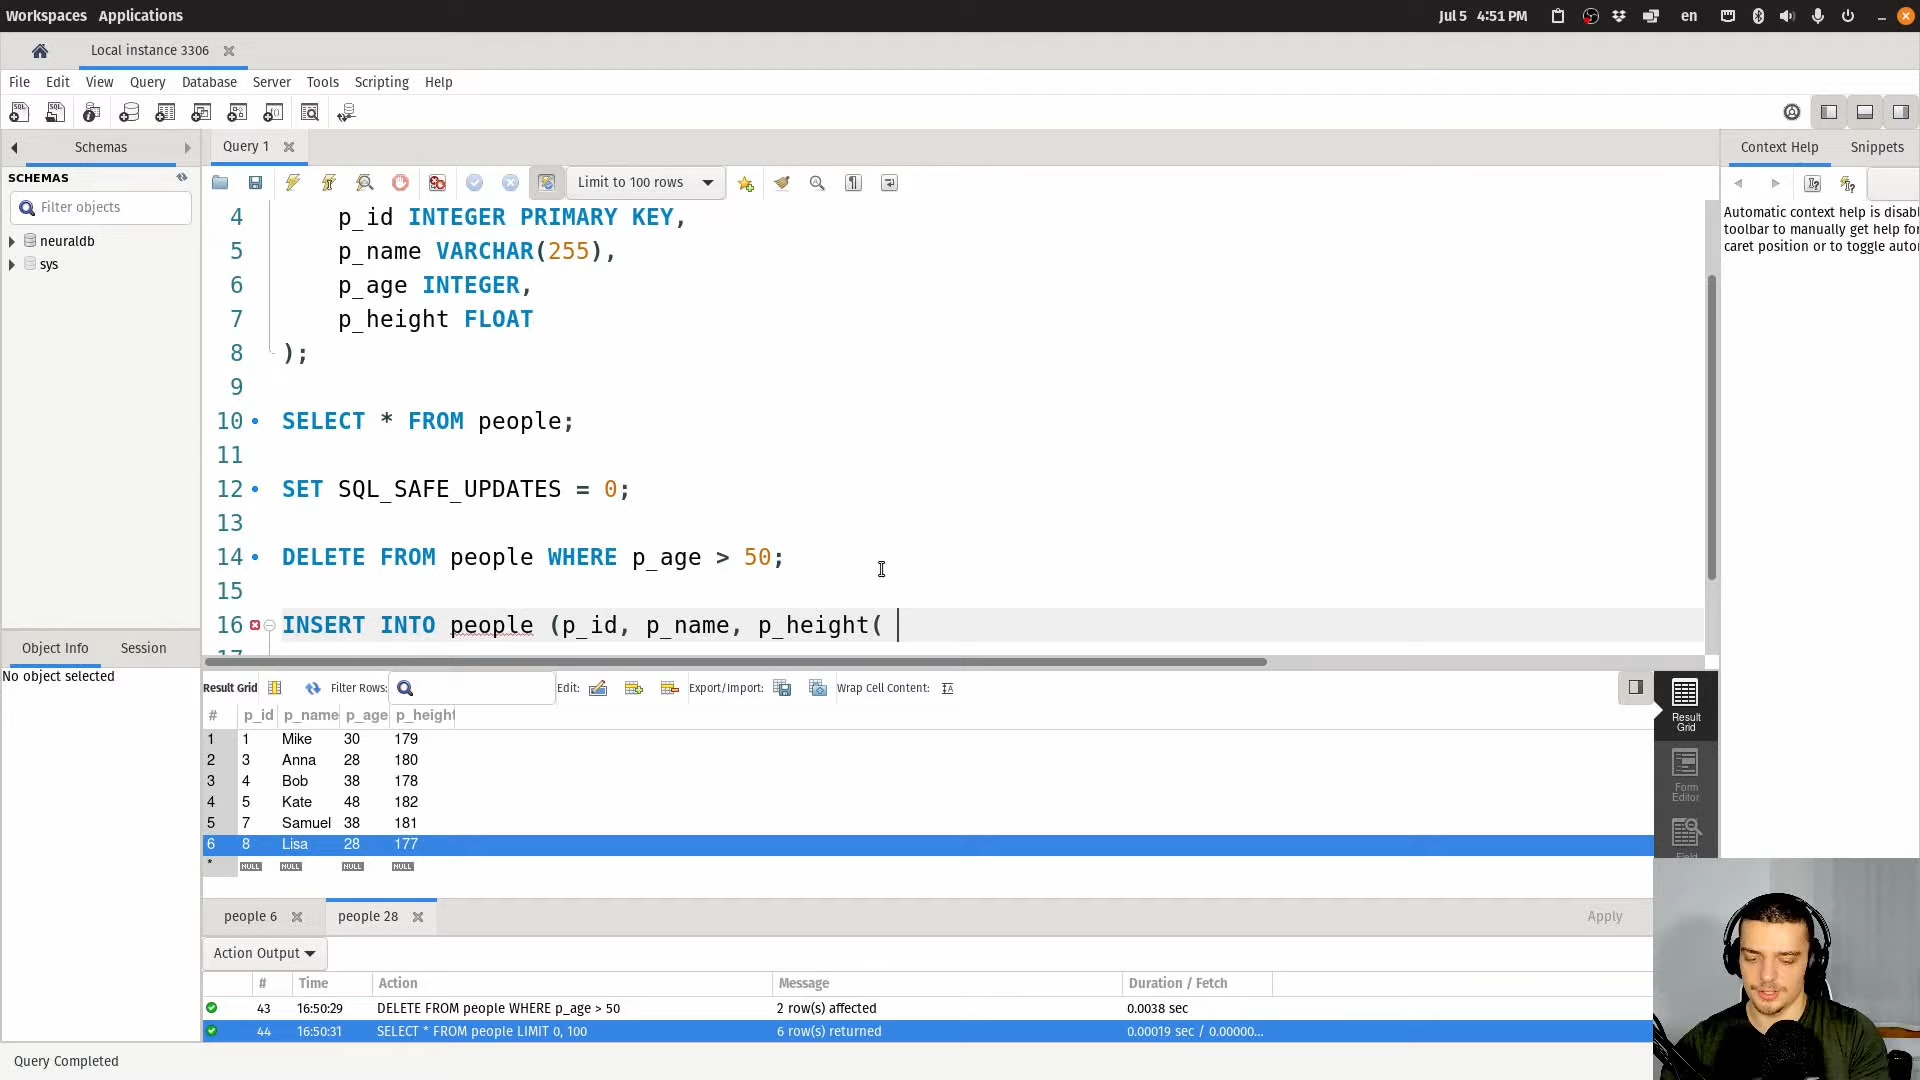 Workspaces Applications
Jul 5 4:51 PM en
Local instance 3306
File Edit View Query Database Server Tools Scripting Help
Schemas
Query 1
Context Help Snippets
SCHEMAS
Filter objects
neuraldb
sys
Limit to 100 rows
Automatic context help is disabl
toolbar to manually get help for
caret position or to toggle auto
4 p_id INTEGER PRIMARY KEY,
5 p_name VARCHAR(255),
6 p_age INTEGER,
7 p_height FLOAT
8 );
9
10 SELECT * FROM people;
11
12 SET SQL_SAFE_UPDATES = 0;
13
14 DELETE FROM people WHERE p_age > 50;
15
16 INSERT INTO people (p_id, p_name, p_height(
17
Object Info Session
No object selected
Result Grid Filter Rows: Edit: Export/Import: Wrap Cell Content:
# p_id p_name p_age p_height
1 1 Mike 30 179
2 3 Anna 28 180
3 4 Bob 38 178
4 5 Kate 48 182
5 7 Samuel 38 181
6 8 Lisa 28 177
* NULL NULL NULL NULL
Result
Grid
Form
Editor
Field
people 6 people 28 Apply
Action Output
# Time Action Message Duration / Fetch
43 16:50:29 DELETE FROM people WHERE p_age > 50 2 row(s) affected 0.0038 sec
44 16:50:31 SELECT * FROM people LIMIT 0, 100 6 row(s) returned 0.00019 sec / 0.00000...
Query Completed